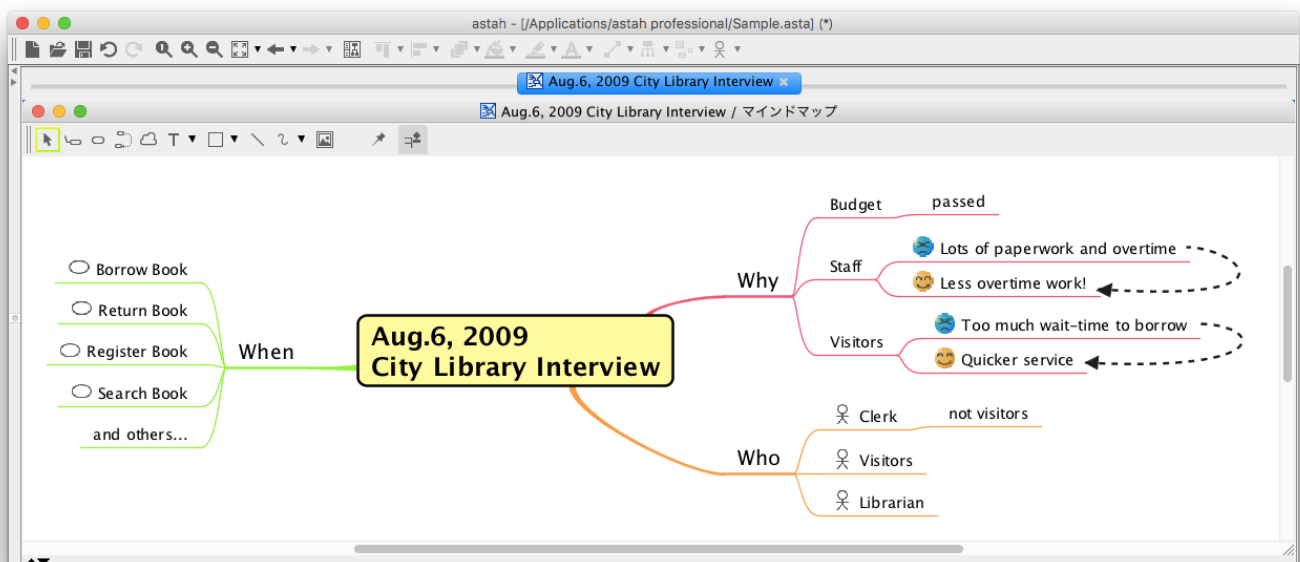 astah - [/Applications/astah professional/Sample.asta] (*)
Aug.6, 2009 City Library Interview
Aug.6, 2009 City Library Interview / マインドマップ
T
Budget
passed
Lots of paperwork and overtime
Staff
Less overtime work!
Why
Too much wait-time to borrow
Visitors
Quicker service
Borrow Book
Return Book
Register Book
Search Book
and others...
When
Aug.6, 2009
City Library Interview
Clerk
not visitors
Who
Visitors
Librarian